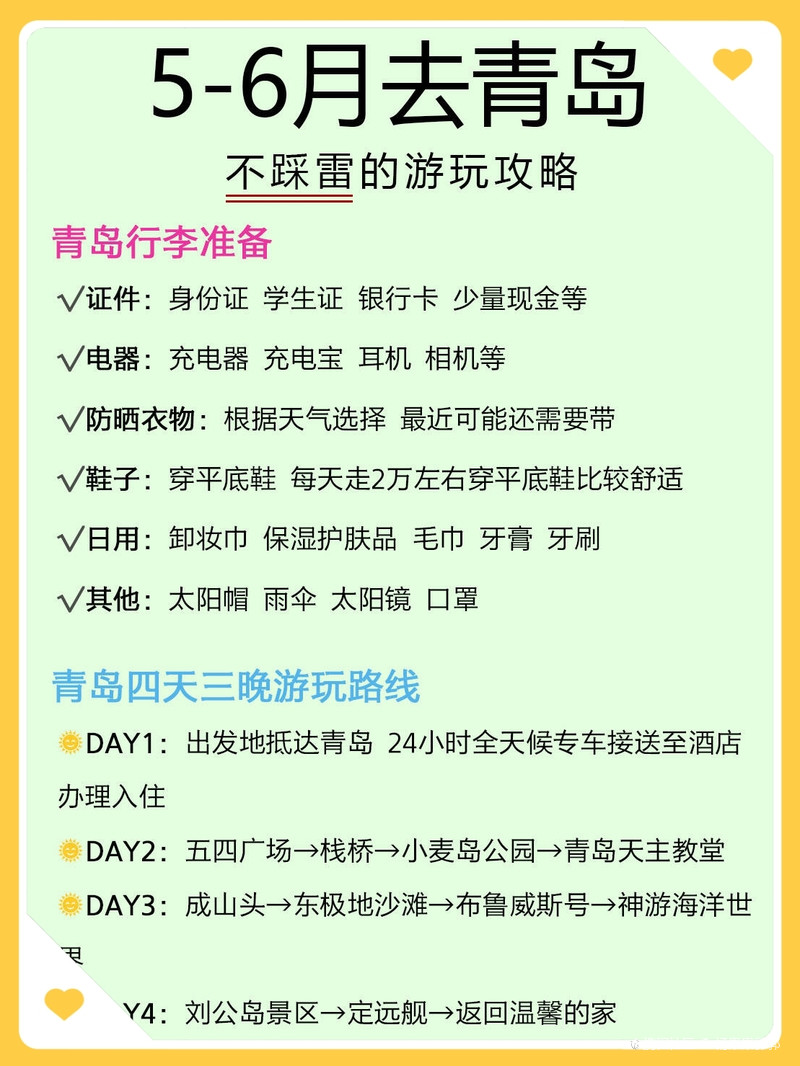 5-6月去青岛
不踩雷的游玩攻略
青岛行李准备
✓证件：身份证 学生证 银行卡 少量现金等
✓电器：充电器 充电宝 耳机 相机等
✓防晒衣物：根据天气选择 最近可能还需要带
✓鞋子：穿平底鞋 每天走2万左右穿平底鞋比较舒适
✓日用：卸妆巾 保湿护肤品 毛巾 牙膏 牙刷
✓其他：太阳帽 雨伞 太阳镜 口罩
青岛四天三晚游玩路线
🌞DAY1：出发地抵达青岛 24小时全天候专车接送至酒店
办理入住
🌞DAY2：五四广场→栈桥→小麦岛公园→青岛天主教堂
🌞DAY3：成山头→东极地沙滩→布鲁威斯号→神游海洋世
界
Y4：刘公岛景区→定远舰→返回温馨的家